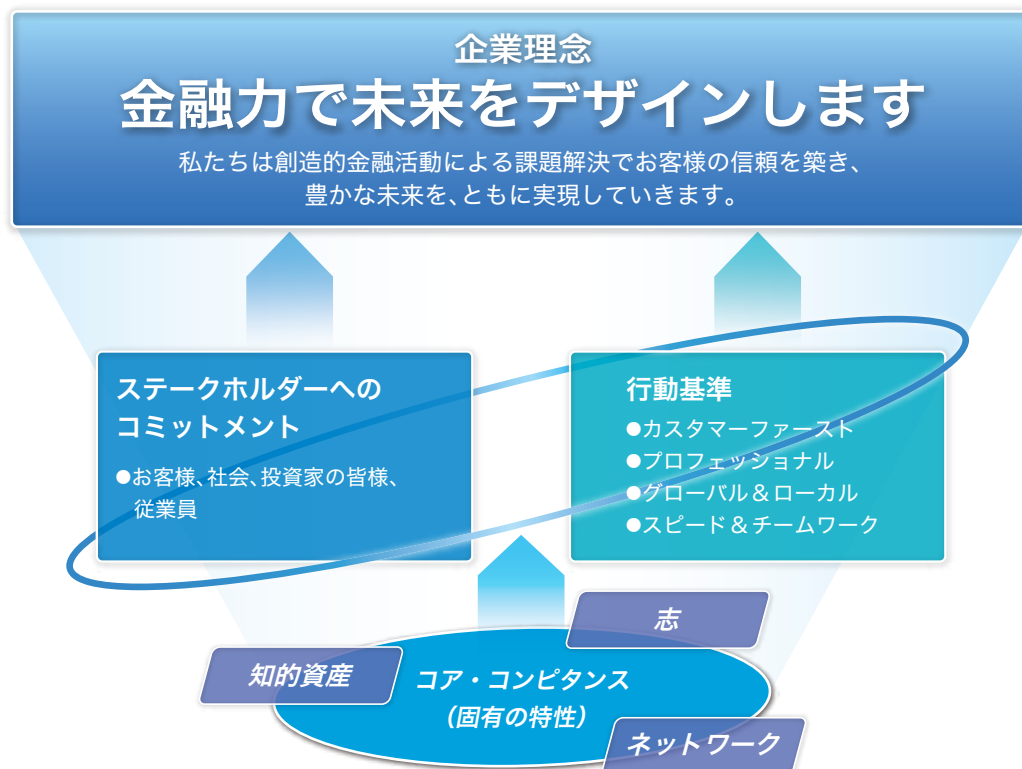 企業理念
金融力で未来をデザインします
私たちは創造的金融活動による課題解決でお客様の信頼を築き、
豊かな未来を、ともに実現していきます。
ステークホルダーへの
コミットメント
●お客様、社会、投資家の皆様、
従業員
行動基準
●カスタマーファースト
●プロフェッショナル
●グローバル&ローカル
●スピード&チームワーク
志
知的資産
コア・コンピタンス
(固有の特性)
ネットワーク